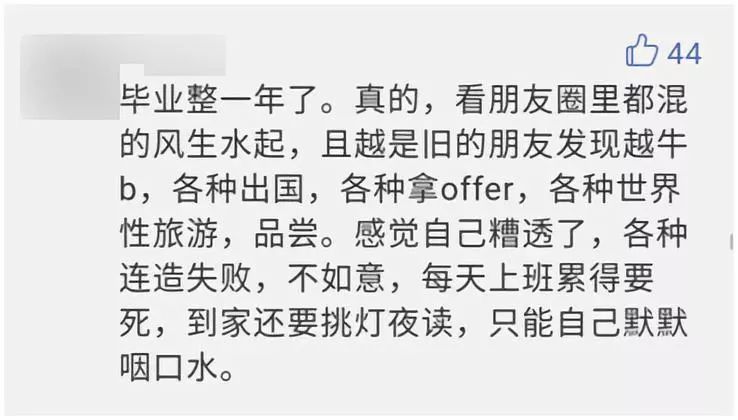 44
毕业整一年了。真的，看朋友圈里都混
的风生水起，且越是旧的朋友发现越牛
b，各种出国，各种拿offer，各种世界
性旅游，品尝。感觉自己糟透了，各种
连造失败，不如意，每天上班累得要
死，到家还要挑灯夜读，只能自己默默
咽口水。